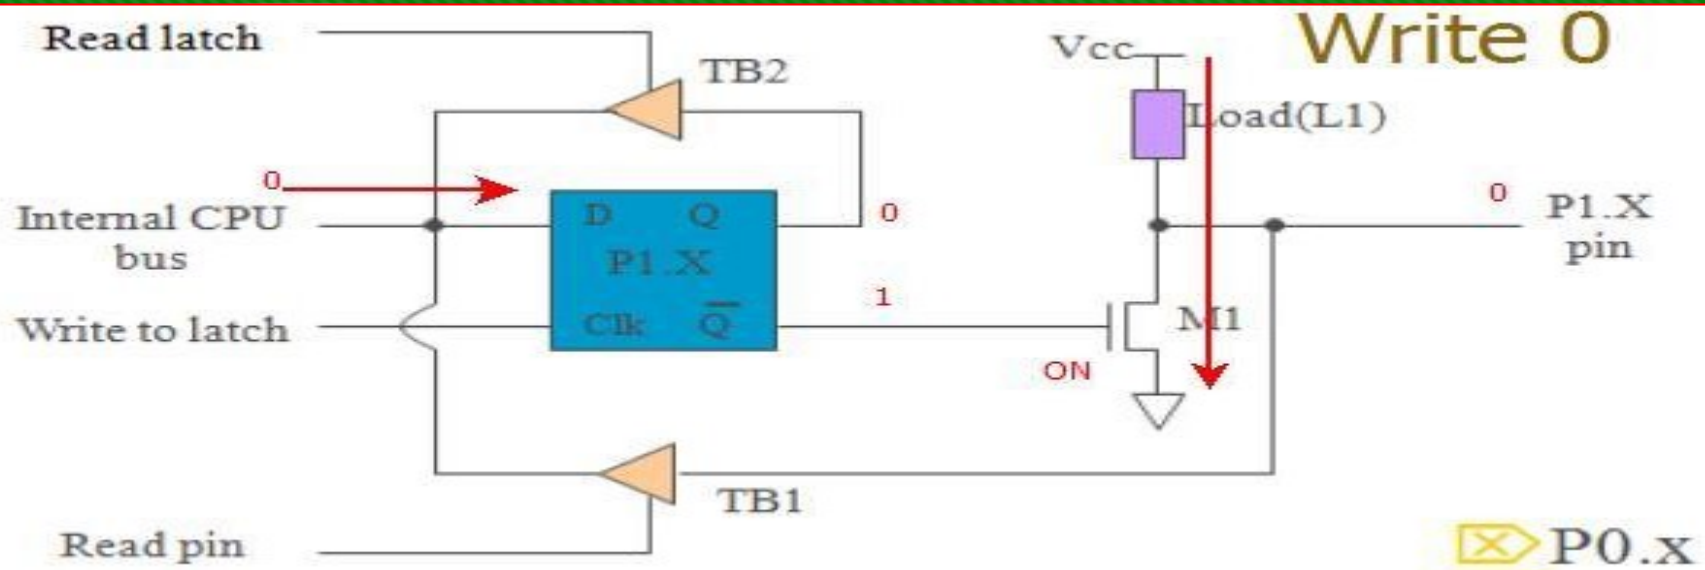 Write 0
Read latch
TB2
Vcc
Load(L1)
0
Internal CPU
bus
D Q
P1.X
Clk Q̅
0
1
0
P1.X
pin
Write to latch
M1
ON
TB1
Read pin
P0.x